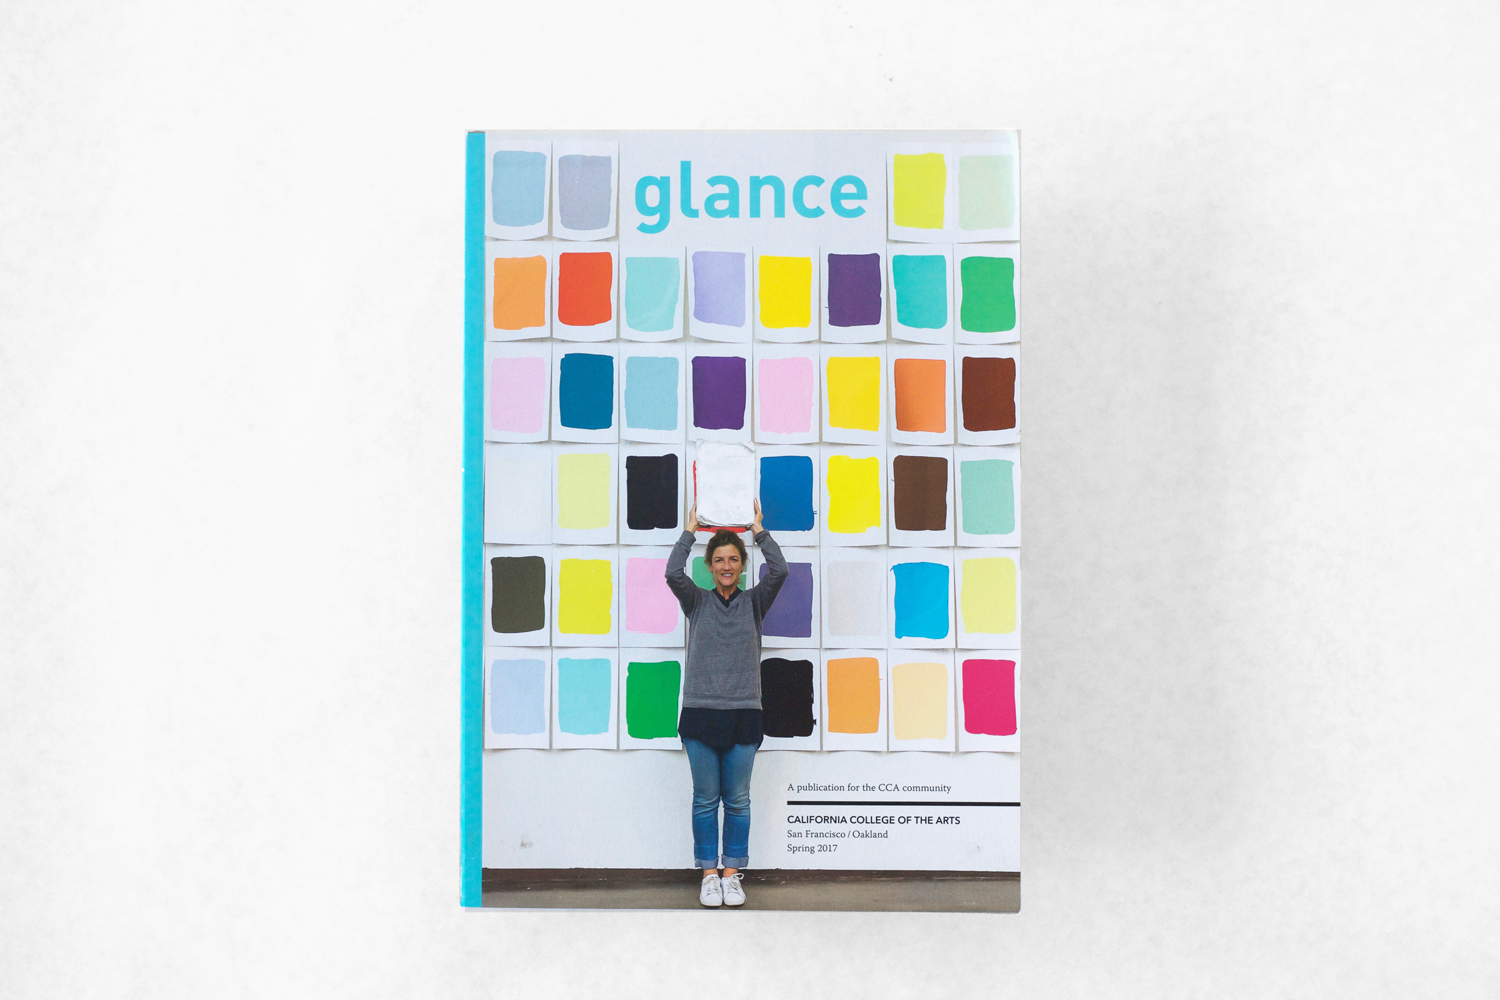 glance
A publication for the CCA community
CALIFORNIA COLLEGE OF THE ARTS
San Francisco / Oakland
Spring 2017